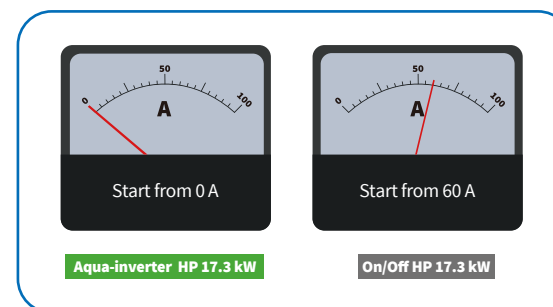 0
50
100
A
Start from 0 A
Aqua-inverter HP 17.3 kW
0
50
100
A
Start from 60 A
On/Off HP 17.3 kW